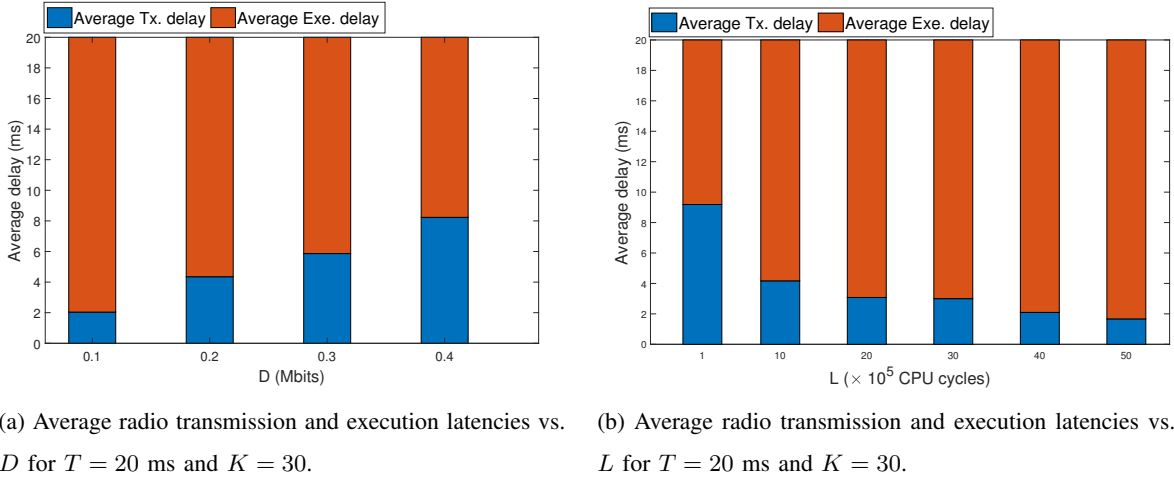 Average Tx. delay Average Exe. delay
20
18
16
14
12
10
8
6
4
2
0
Average delay (ms)
0.1 0.2 0.3 0.4
D (Mbits)
(a) Average radio transmission and execution latencies vs.
D for T = 20 ms and K = 30.
Average Tx. delay Average Exe. delay
20
18
16
14
12
10
8
6
4
2
0
Average delay (ms)
1 10 20 30 40 50
L (× 10⁵ CPU cycles)
(b) Average radio transmission and execution latencies vs.
L for T = 20 ms and K = 30.